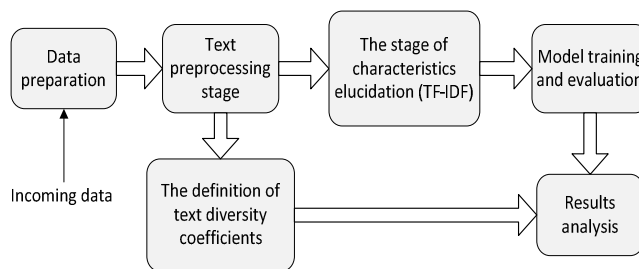 Data
preparation
Text
preprocessing
stage
The stage of
characteristics
elucidation (TF-IDF)
Model training
and evaluation
Incoming data
The definition of
text diversity
coefficients
Results
analysis